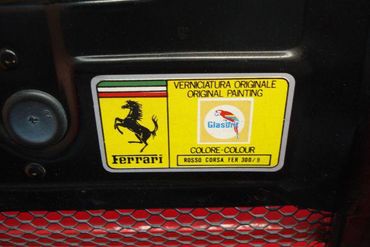 VERNICIATURA ORIGINALE
ORIGINAL PAINTING
Glasurit
COLORE-COLOUR
Ferrari
ROSSO CORSA FER 300/9